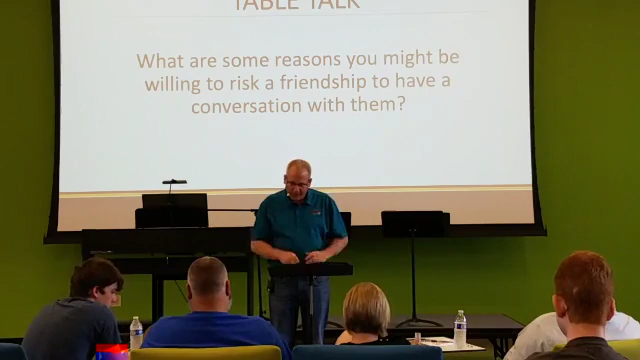 TABLE TALK
What are some reasons you might be
willing to risk a friendship to have a
conversation with them?